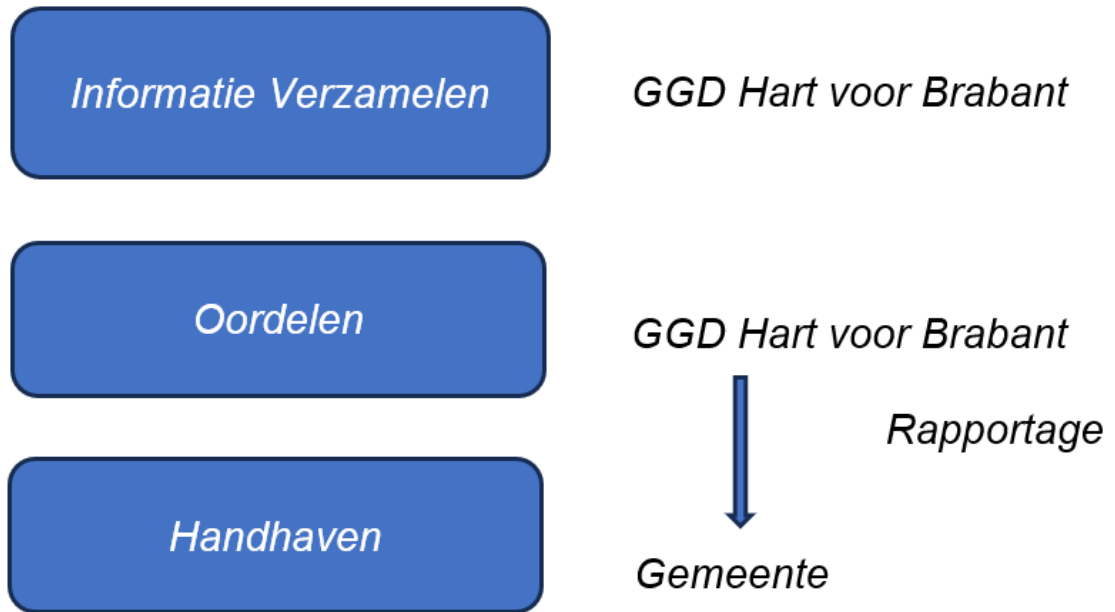 Informatie Verzamelen
GGD Hart voor Brabant
Oordelen
GGD Hart voor Brabant
Rapportage
Handhaven
Gemeente